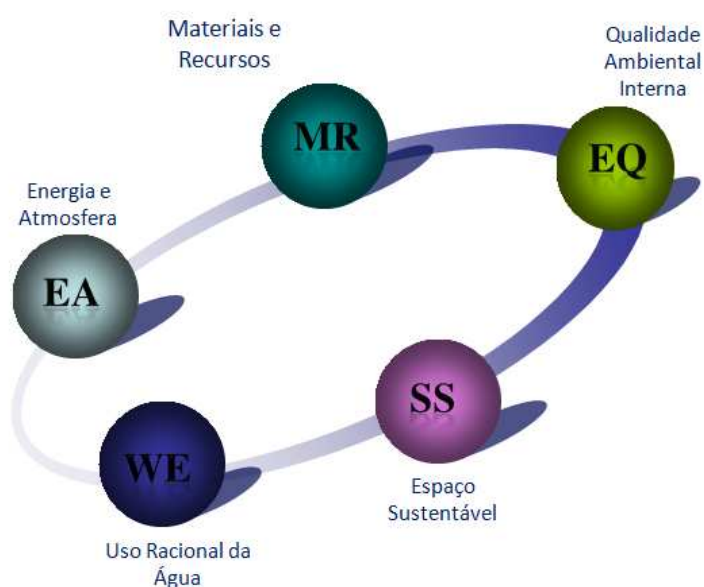 Materiais e
Recursos
MR
Qualidade
Ambiental
Interna
EQ
Energia e
Atmosfera
EA
SS
Espaço
Sustentável
WE
Uso Racional da
Água